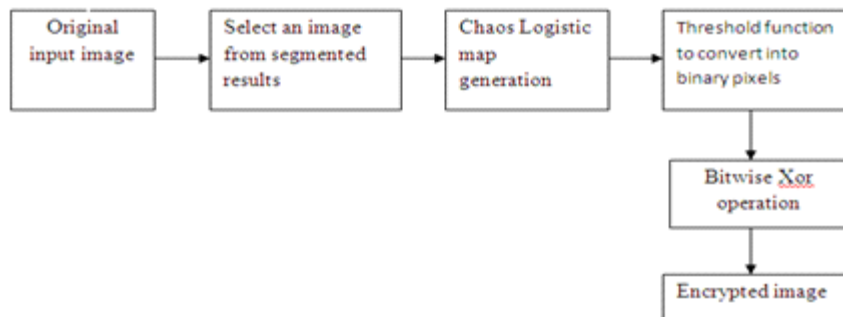 Original
input image
Select an image
from segmented
results
Chaos Logistic
map
generation
Threshold function
to convert into
binary pixels
Bitwise Xor
operation
Encrypted image